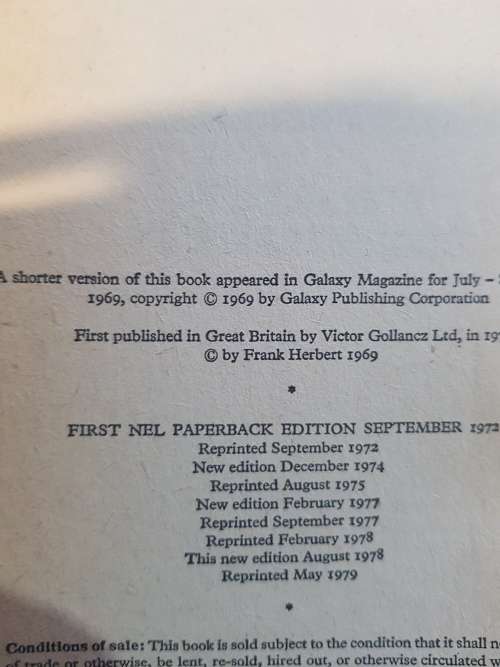 A shorter version of this book appeared in Galaxy Magazine for July –
1969, copyright © 1969 by Galaxy Publishing Corporation
First published in Great Britain by Victor Gollancz Ltd, in
© by Frank Herbert 1969
*
FIRST NEL PAPERBACK EDITION SEPTEMBER 1972
Reprinted September 1972
New edition December 1974
Reprinted August 1975
New edition February 1977
Reprinted September 1977
Reprinted February 1978
This new edition August 1978
Reprinted May 1979
*
Conditions of sale: This book is sold subject to the condition that it shall
of trade or otherwise, be lent, re-sold, hired out, or otherwise circulated